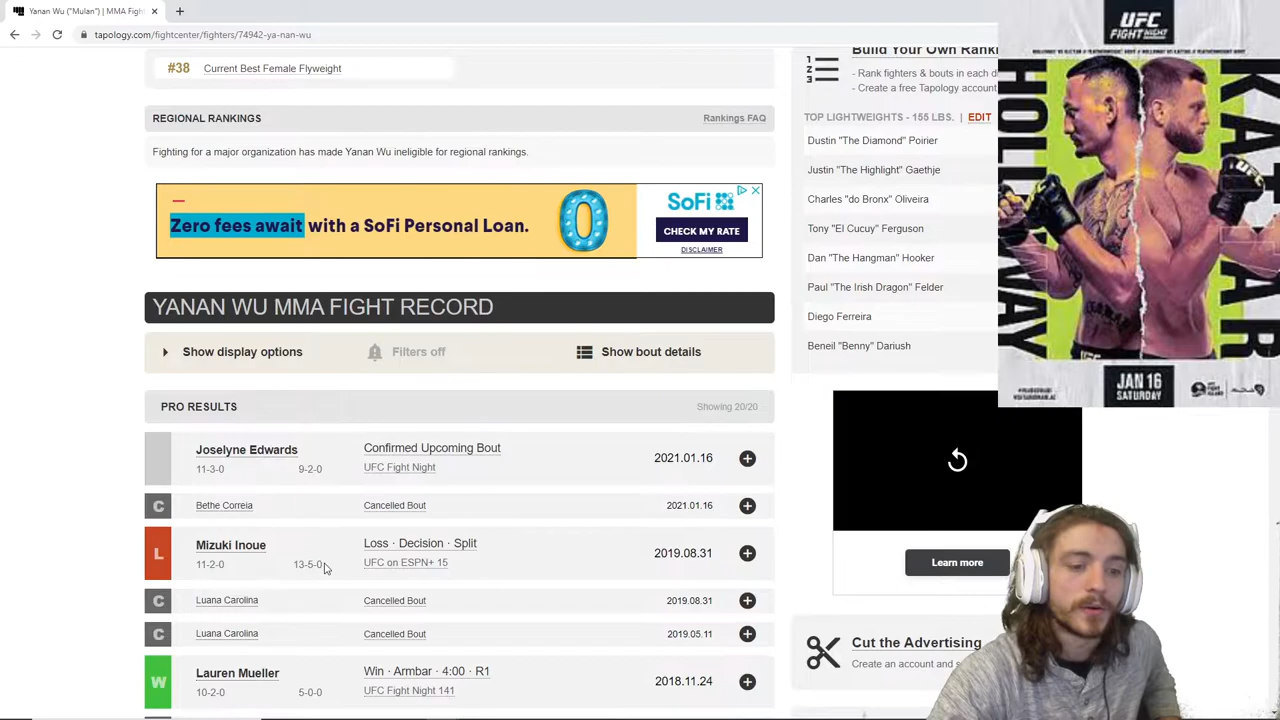 Yanan Wu ("Mulan") | MMA Figh
tapology.com/fightcenter/fighters/74942-ya-nan-wu
#38
Current Best Female Flyweight
REGIONAL RANKINGS
Rankings FAQ
Fighting for a major organization has made Yanan Wu ineligible for regional rankings.
Zero fees await with a SoFi Personal Loan.
0
SoFi
CHECK MY RATE
DISCLAIMER
YANAN WU MMA FIGHT RECORD
Show display options
Filters off
Show bout details
PRO RESULTS
Showing 20/20
Joselyne Edwards
Confirmed Upcoming Bout
2021.01.16
11-3-0
9-2-0
UFC Fight Night
C
Bethe Correia
Cancelled Bout
2021.01.16
L
Mizuki Inoue
Loss · Decision · Split
2019.08.31
11-2-0
13-5-0
UFC on ESPN+ 15
C
Luana Carolina
Cancelled Bout
2019.08.31
C
Luana Carolina
Cancelled Bout
2019.05.11
W
Lauren Mueller
Win · Armbar · 4:00 · R1
2018.11.24
10-2-0
5-0-0
UFC Fight Night 141
Build Your Own Rank
1
2
3
- Rank fighters & bouts in each d
- Create a free Tapology account
TOP LIGHTWEIGHTS - 155 LBS. | EDIT
Dustin "The Diamond" Poirier
Justin "The Highlight" Gaethje
Charles "do Bronx" Oliveira
Tony "El Cucuy" Ferguson
Dan "The Hangman" Hooker
Paul "The Irish Dragon" Felder
Diego Ferreira
Beneil "Benny" Dariush
Learn more
Cut the Advertising
Create an account and s
UFC
FIGHT NIGHT
HOLLOWAY
KATTAR
UFC
JAN 16
SATURDAY